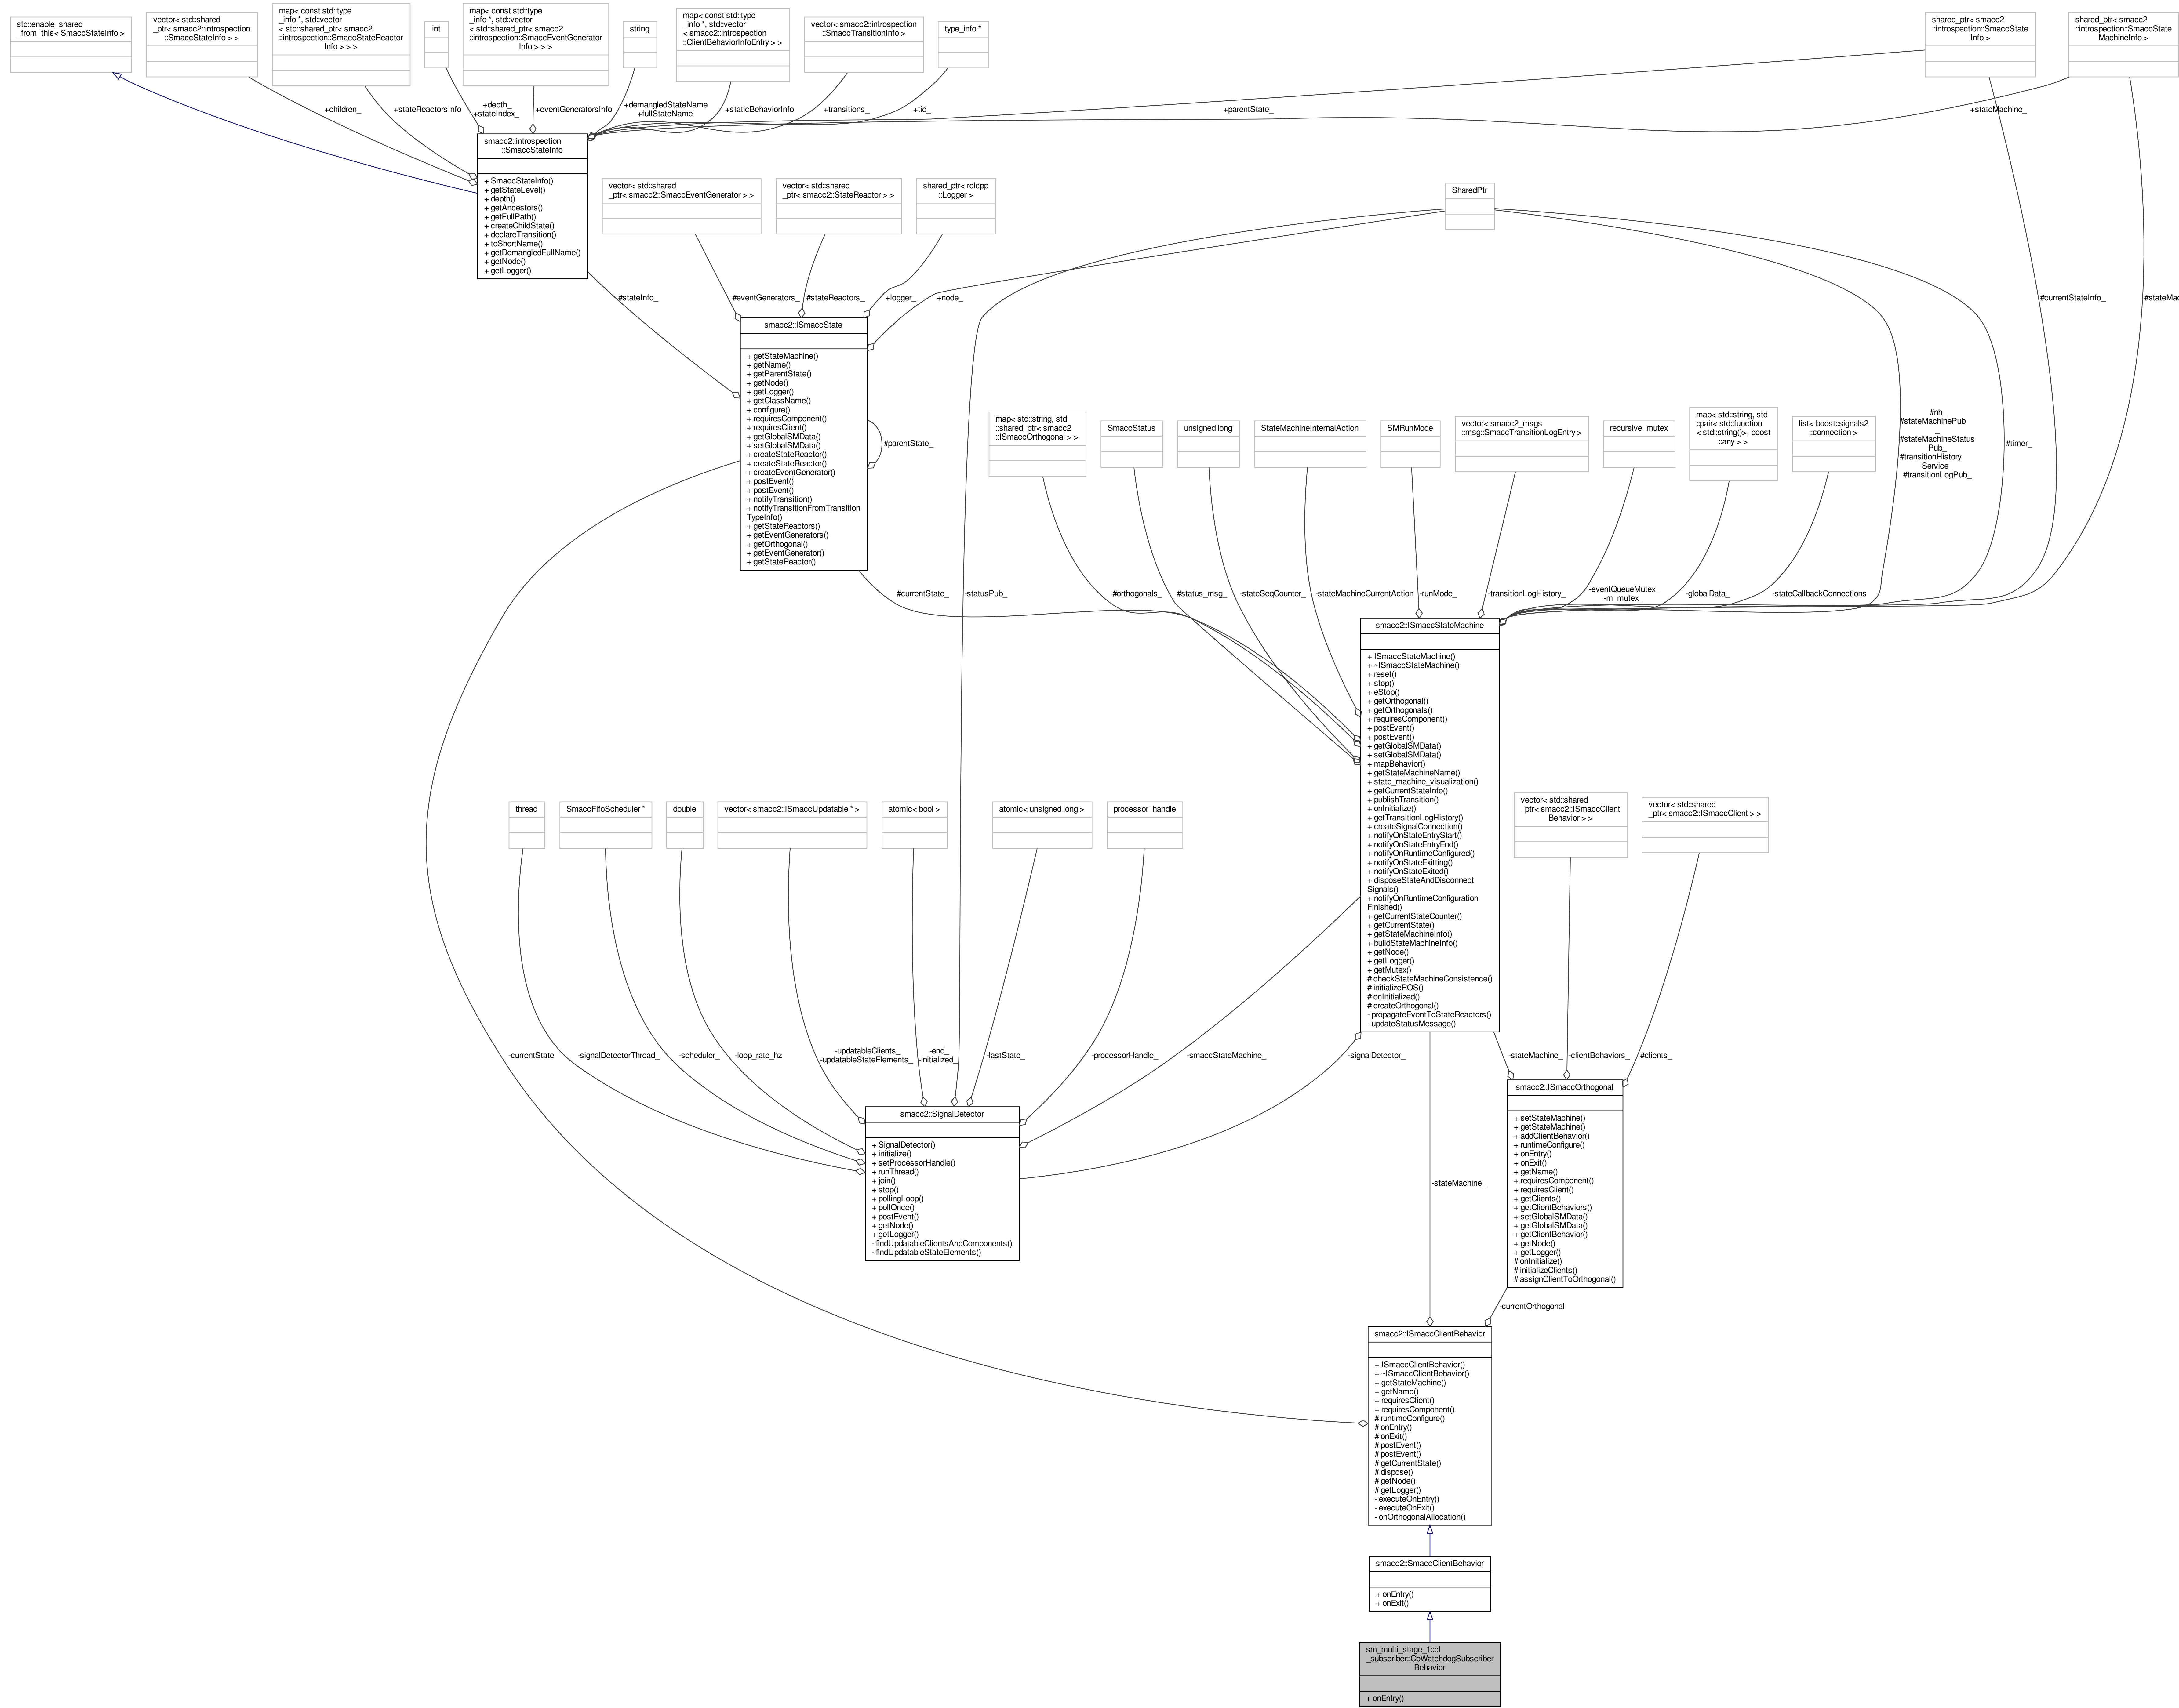 std::enable_shared
_from_this< SmaccStateInfo >
vector< std::shared
_ptr< smacc2::introspection
::SmaccStateInfo > >
map< const std::type
_info *, std::vector
< std::shared_ptr< smacc2
::introspection::SmaccStateReactor
Info > > >
int
map< const std::type
_info *, std::vector
< std::shared_ptr< smacc2
::introspection::SmaccEventGenerator
Info > > >
string
map< const std::type
_info *, std::vector
< smacc2::introspection
::ClientBehaviorInfoEntry > >
vector< smacc2::introspection
::SmaccTransitionInfo >
type_info *
shared_ptr< smacc2
::introspection::SmaccState
Info >
shared_ptr< smacc2
::introspection::SmaccState
MachineInfo >
+children_
+stateReactorsInfo
+depth_
+stateIndex_
+eventGeneratorsInfo
+demangledStateName
+fullStateName
+staticBehaviorInfo
+transitions_
+tid_
+parentState_
+stateMachine_
smacc2::introspection
::SmaccStateInfo
+ SmaccStateInfo()
+ getStateLevel()
+ depth()
+ getAncestors()
+ getFullPath()
+ createChildState()
+ declareTransition()
+ toShortName()
+ getDemangledFullName()
+ getNode()
+ getLogger()
vector< std::shared
_ptr< smacc2::SmaccEventGenerator > >
vector< std::shared
_ptr< smacc2::StateReactor > >
shared_ptr< rclcpp
::Logger >
SharedPtr
#stateInfo_
#eventGenerators_
#stateReactors_
+logger_
+node_
#currentStateInfo_
#stateMac
smacc2::ISmaccState
+ getStateMachine()
+ getName()
+ getParentState()
+ getNode()
+ getLogger()
+ getClassName()
+ configure()
+ requiresComponent()
+ requiresClient()
+ getGlobalSMData()
+ setGlobalSMData()
+ createStateReactor()
+ createStateReactor()
+ createEventGenerator()
+ postEvent()
+ postEvent()
+ notifyTransition()
+ notifyTransitionFromTransition
TypeInfo()
+ getStateReactors()
+ getEventGenerators()
+ getOrthogonal()
+ getEventGenerator()
+ getStateReactor()
#parentState_
map< std::string, std
::shared_ptr< smacc2
::ISmaccOrthogonal > >
SmaccStatus
unsigned long
StateMachineInternalAction
SMRunMode
vector< smacc2_msgs
::msg::SmaccTransitionLogEntry >
recursive_mutex
map< std::string, std
::pair< std::function
< std::string()>, boost
::any > >
list< boost::signals2
::connection >
#nh_
#stateMachinePub
_
#stateMachineStatus
Pub_
#transitionHistory
Service_
#transitionLogPub_
#timer_
#currentState_
-statusPub_
#orthogonals_
#status_msg_
-stateSeqCounter_
-stateMachineCurrentAction
-runMode_
-transitionLogHistory_
-eventQueueMutex_
-m_mutex_
-globalData_
-stateCallbackConnections
smacc2::ISmaccStateMachine
+ ISmaccStateMachine()
+ ~ISmaccStateMachine()
+ reset()
+ stop()
+ eStop()
+ getOrthogonal()
+ getOrthogonals()
+ requiresComponent()
+ postEvent()
+ postEvent()
+ getGlobalSMData()
+ setGlobalSMData()
+ mapBehavior()
+ getStateMachineName()
+ state_machine_visualization()
+ getCurrentStateInfo()
+ publishTransition()
+ onInitialize()
+ getTransitionLogHistory()
+ createSignalConnection()
+ notifyOnStateEntryStart()
+ notifyOnStateEntryEnd()
+ notifyOnRuntimeConfigured()
+ notifyOnStateExitting()
+ notifyOnStateExited()
+ disposeStateAndDisconnect
Signals()
+ notifyOnRuntimeConfiguration
Finished()
+ getCurrentStateCounter()
+ getCurrentState()
+ getStateMachineInfo()
+ buildStateMachineInfo()
+ getNode()
+ getLogger()
+ getMutex()
# checkStateMachineConsistence()
# initializeROS()
# onInitialized()
# createOrthogonal()
- propagateEventToStateReactors()
- updateStatusMessage()
thread
SmaccFifoScheduler *
double
vector< smacc2::ISmaccUpdatable * >
atomic< bool >
atomic< unsigned long >
processor_handle
vector< std::shared
_ptr< smacc2::ISmaccClient
Behavior > >
vector< std::shared
_ptr< smacc2::ISmaccClient > >
-currentState
-signalDetectorThread_
-scheduler_
-loop_rate_hz
-updatableClients_
-updatableStateElements_
-end_
-initialized_
-lastState_
-processorHandle_
-smaccStateMachine_
-signalDetector_
-stateMachine_
-clientBehaviors_
#clients_
smacc2::SignalDetector
+ SignalDetector()
+ initialize()
+ setProcessorHandle()
+ runThread()
+ join()
+ stop()
+ pollingLoop()
+ pollOnce()
+ postEvent()
+ getNode()
+ getLogger()
- findUpdatableClientsAndComponents()
- findUpdatableStateElements()
smacc2::ISmaccOrthogonal
+ setStateMachine()
+ getStateMachine()
+ addClientBehavior()
+ runtimeConfigure()
+ onEntry()
+ onExit()
+ getName()
+ requiresComponent()
+ requiresClient()
+ getClients()
+ getClientBehaviors()
+ setGlobalSMData()
+ getGlobalSMData()
+ getClientBehavior()
+ getNode()
+ getLogger()
# onInitialize()
# initializeClients()
# assignClientToOrthogonal()
-stateMachine_
-currentOrthogonal
smacc2::ISmaccClientBehavior
+ ISmaccClientBehavior()
+ ~ISmaccClientBehavior()
+ getStateMachine()
+ getName()
+ requiresClient()
+ requiresComponent()
# runtimeConfigure()
# onEntry()
# onExit()
# postEvent()
# postEvent()
# getCurrentState()
# dispose()
# getNode()
# getLogger()
- executeOnEntry()
- executeOnExit()
- onOrthogonalAllocation()
smacc2::SmaccClientBehavior
+ onEntry()
+ onExit()
sm_multi_stage_1::cl
_subscriber::CbWatchdogSubscriber
Behavior
+ onEntry()